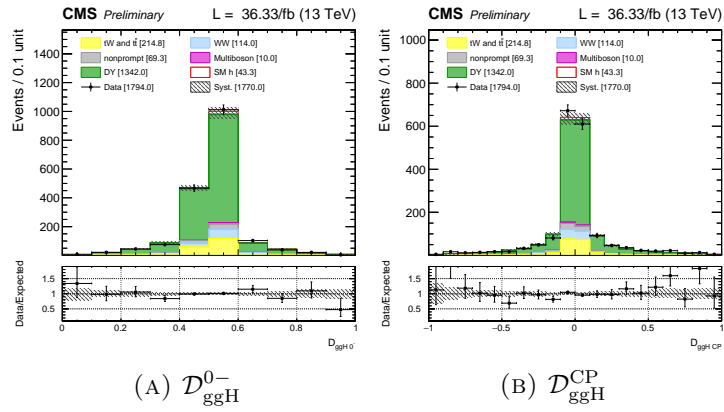 CMS Preliminary L = 36.33/fb (13 TeV)
Events / 0.1 unit
1400
1200
1000
800
600
400
200
tW and tt̄ [214.8]
WW [114.0]
nonprompt [69.3]
Multiboson [10.0]
DY [1342.0]
SM h [43.3]
Data [1794.0]
Syst. [1770.0]
Data/Expected
1.5
1
0.5
0 0.2 0.4 0.6 0.8 1
D_ggH 0⁻
(A) 𝒟_ggH^0−
CMS Preliminary L = 36.33/fb (13 TeV)
Events / 0.1 unit
1000
800
600
400
200
tW and tt̄ [214.8]
WW [114.0]
nonprompt [69.3]
Multiboson [10.0]
DY [1342.0]
SM h [43.3]
Data [1794.0]
Syst. [1770.0]
Data/Expected
1.5
1
0.5
−1 −0.5 0 0.5 1
D_ggH CP
(B) 𝒟_ggH^CP